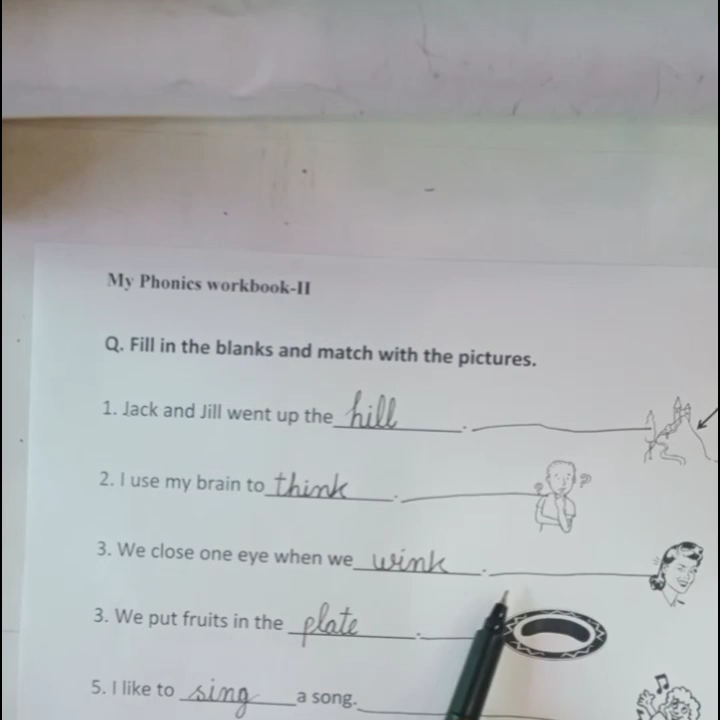 My Phonics workbook-II
Q. Fill in the blanks and match with the pictures.
1. Jack and Jill went up the hill.
2. I use my brain to think.
3. We close one eye when we wink.
3. We put fruits in the plate.
5. I like to sing a song.
? ?